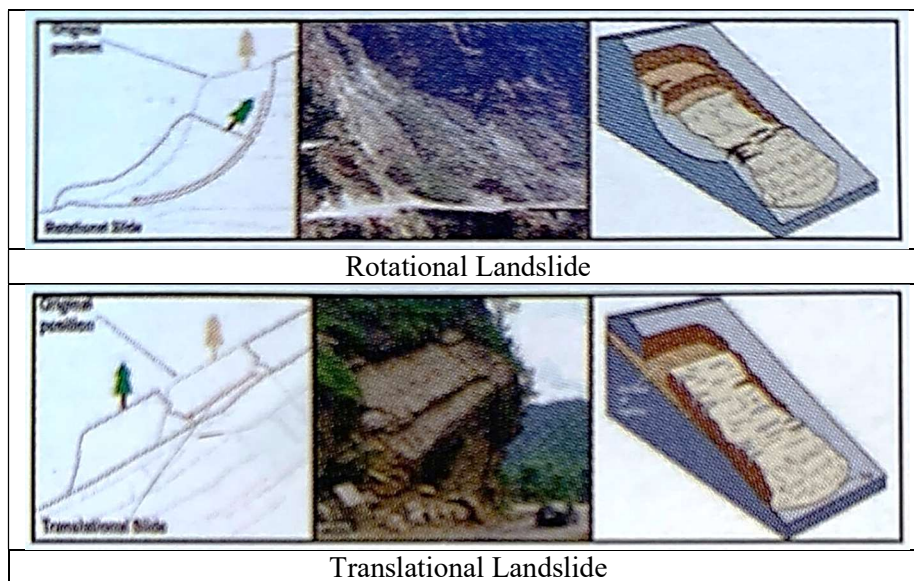 Original
position
Rotational Slide
Rotational Landslide
Original
position
Translational Slide
Translational Landslide